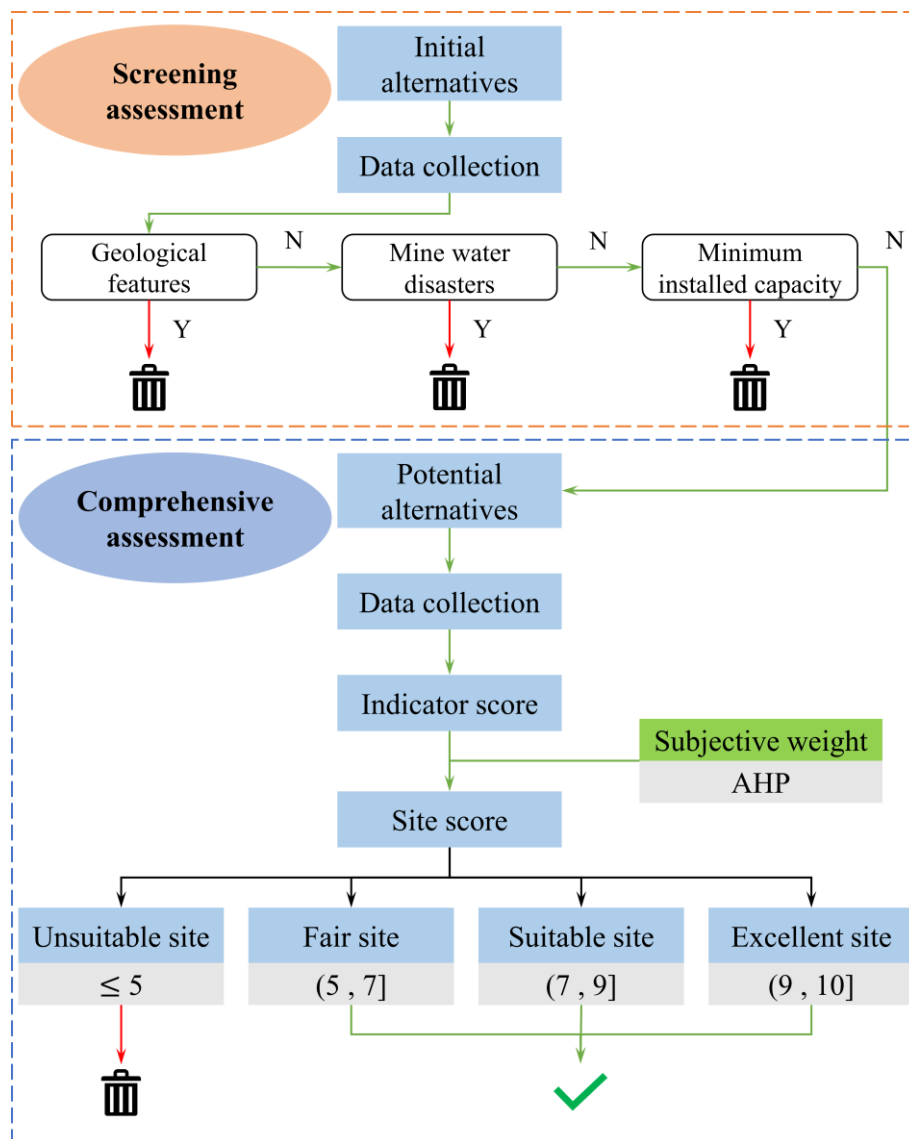 Screening
assessment
Initial
alternatives
Data collection
Geological
features
N
Mine water
disasters
N
Minimum
installed capacity
N
Y
Y
Y
Comprehensive
assessment
Potential
alternatives
Data collection
Indicator score
Subjective weight
AHP
Site score
Unsuitable site
≤ 5
Fair site
(5 , 7]
Suitable site
(7 , 9]
Excellent site
(9 , 10]